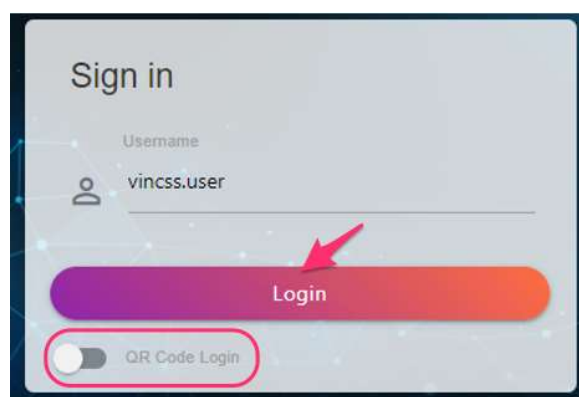 Sign in
Username
vincss.user
Login
QR Code Login